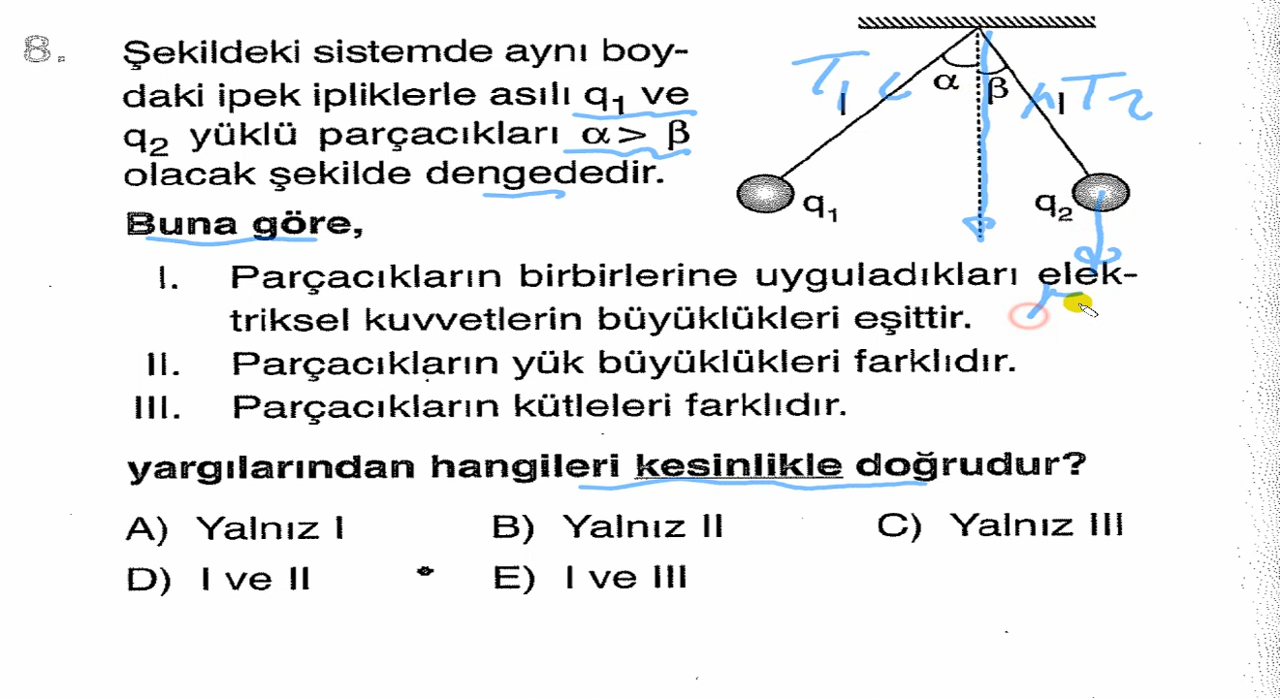 8.
Şekildeki sistemde aynı boy-
daki ipek ipliklerle asılı q₁ ve
q₂ yüklü parçacıkları α > β
olacak şekilde dengededir.
Buna göre,
I. Parçacıkların birbirlerine uyguladıkları elek-
triksel kuvvetlerin büyüklükleri eşittir.
II. Parçacıkların yük büyüklükleri farklıdır.
III. Parçacıkların kütleleri farklıdır.
yargılarından hangileri kesinlikle doğrudur?
A) Yalnız I B) Yalnız II C) Yalnız III
D) I ve II E) I ve III
T₁ l α β l T₂
q₁ q₂